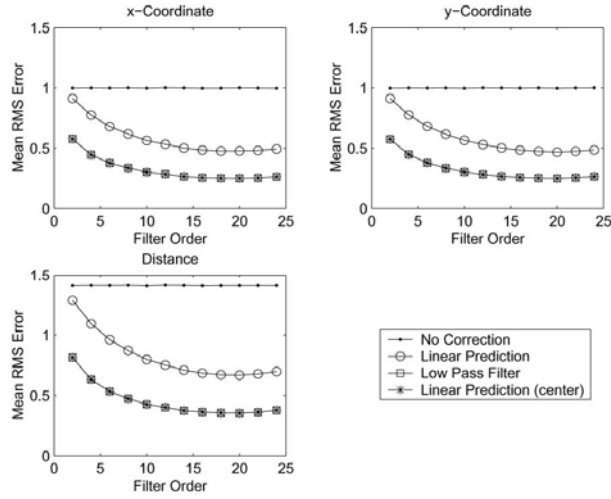 x-Coordinate
1.5
1
0.5
0
Mean RMS Error
0 5 10 15 20 25
Filter Order
y-Coordinate
1.5
1
0.5
0
Mean RMS Error
0 5 10 15 20 25
Filter Order
Distance
1.5
1
0.5
0
Mean RMS Error
0 5 10 15 20 25
Filter Order
No Correction
Linear Prediction
Low Pass Filter
Linear Prediction (center)